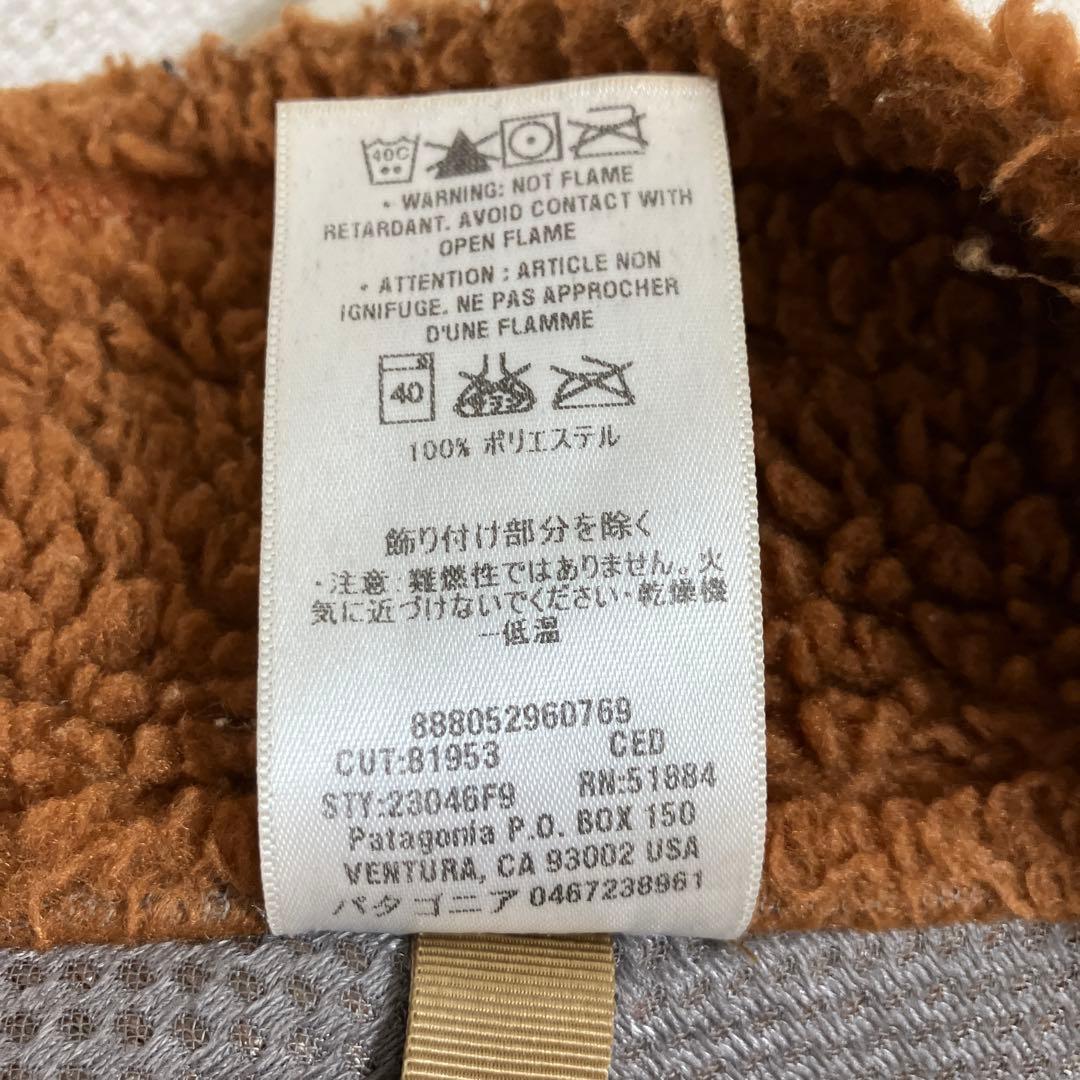 40C
• WARNING: NOT FLAME
RETARDANT. AVOID CONTACT WITH
OPEN FLAME
• ATTENTION : ARTICLE NON
IGNIFUGE. NE PAS APPROCHER
D'UNE FLAMME
40
100% ポリエステル
飾り付け部分を除く
・注意:難燃性ではありません。火
気に近づけないでください・乾燥機
－低温
888052960769
CUT:81953 CED
STY:23046F9 RN:51884
Patagonia P.O. BOX 150
VENTURA, CA 93002 USA
パタゴニア 0467238961